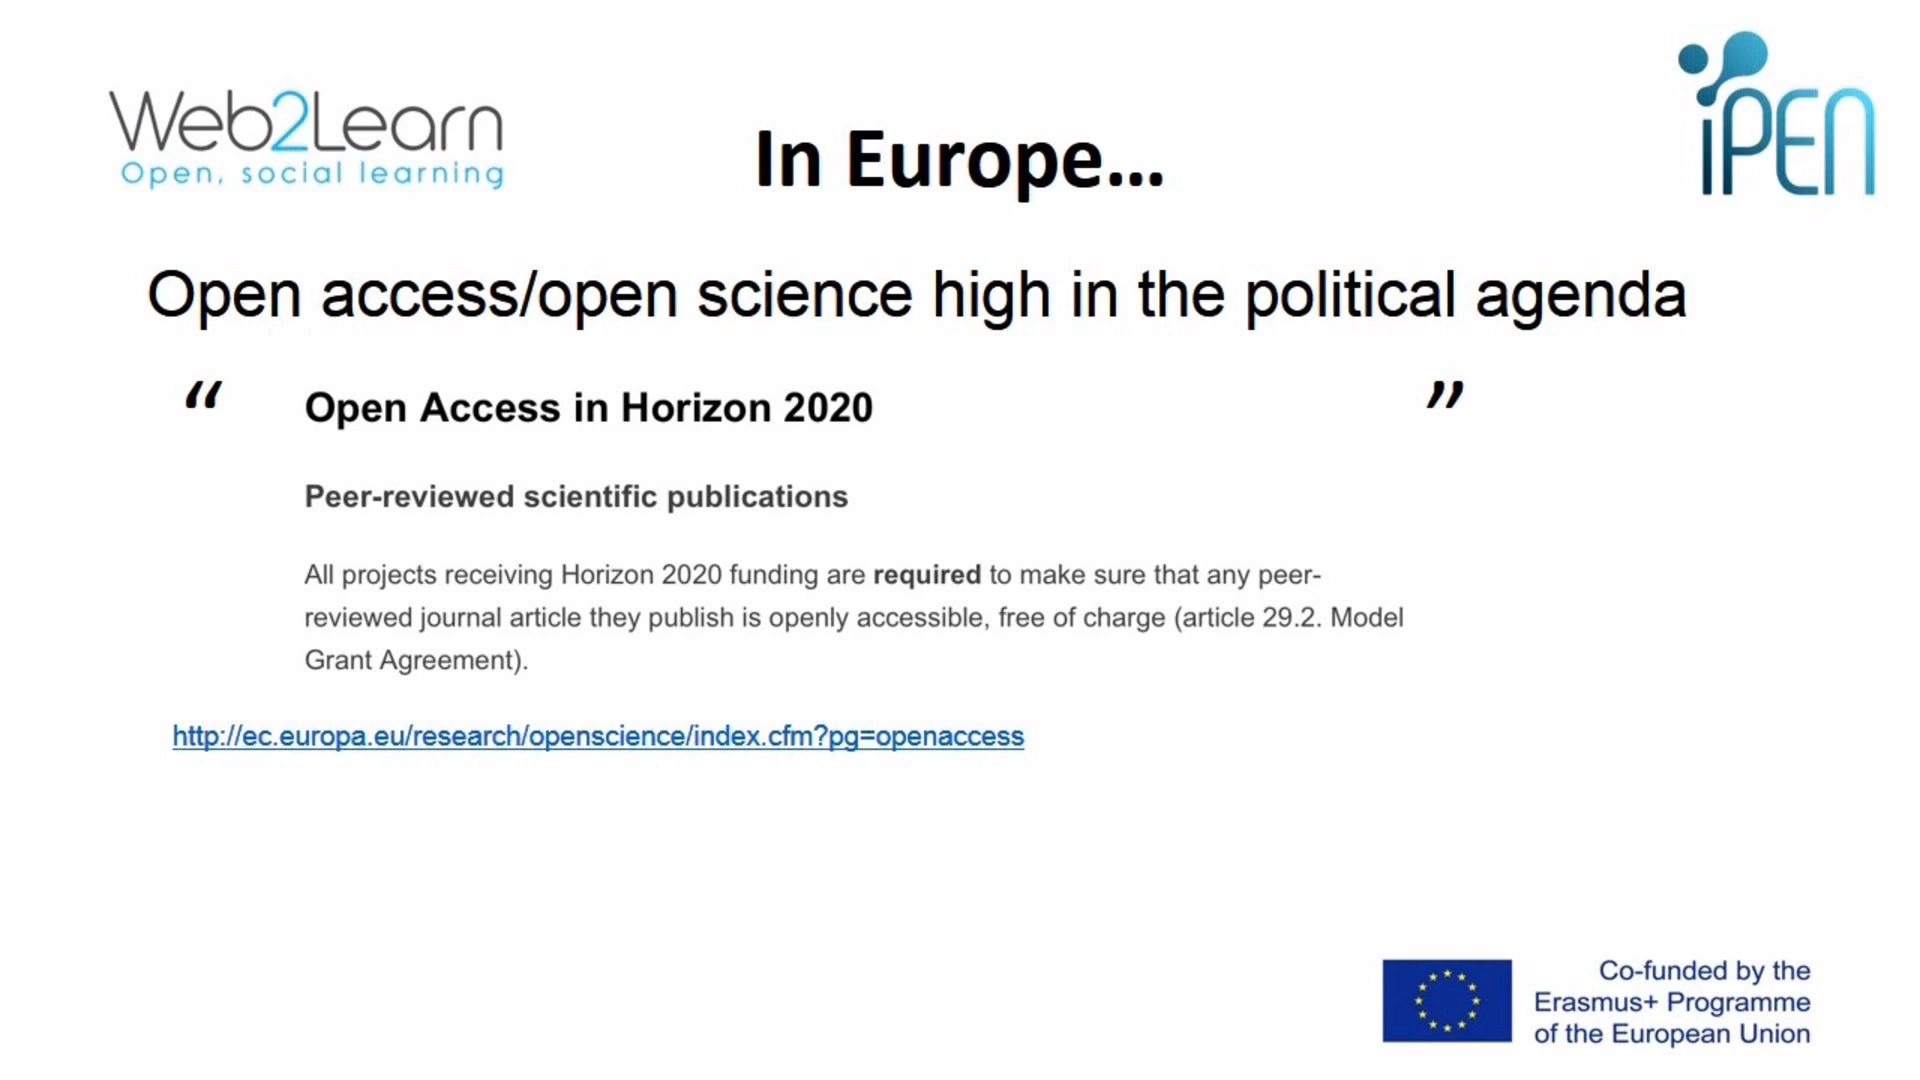 Web2Learn
Open, social learning
iPEN
In Europe...
Open access/open science high in the political agenda
“ Open Access in Horizon 2020 ”
Peer-reviewed scientific publications
All projects receiving Horizon 2020 funding are required to make sure that any peer-
reviewed journal article they publish is openly accessible, free of charge (article 29.2. Model
Grant Agreement).
http://ec.europa.eu/research/openscience/index.cfm?pg=openaccess
Co-funded by the
Erasmus+ Programme
of the European Union